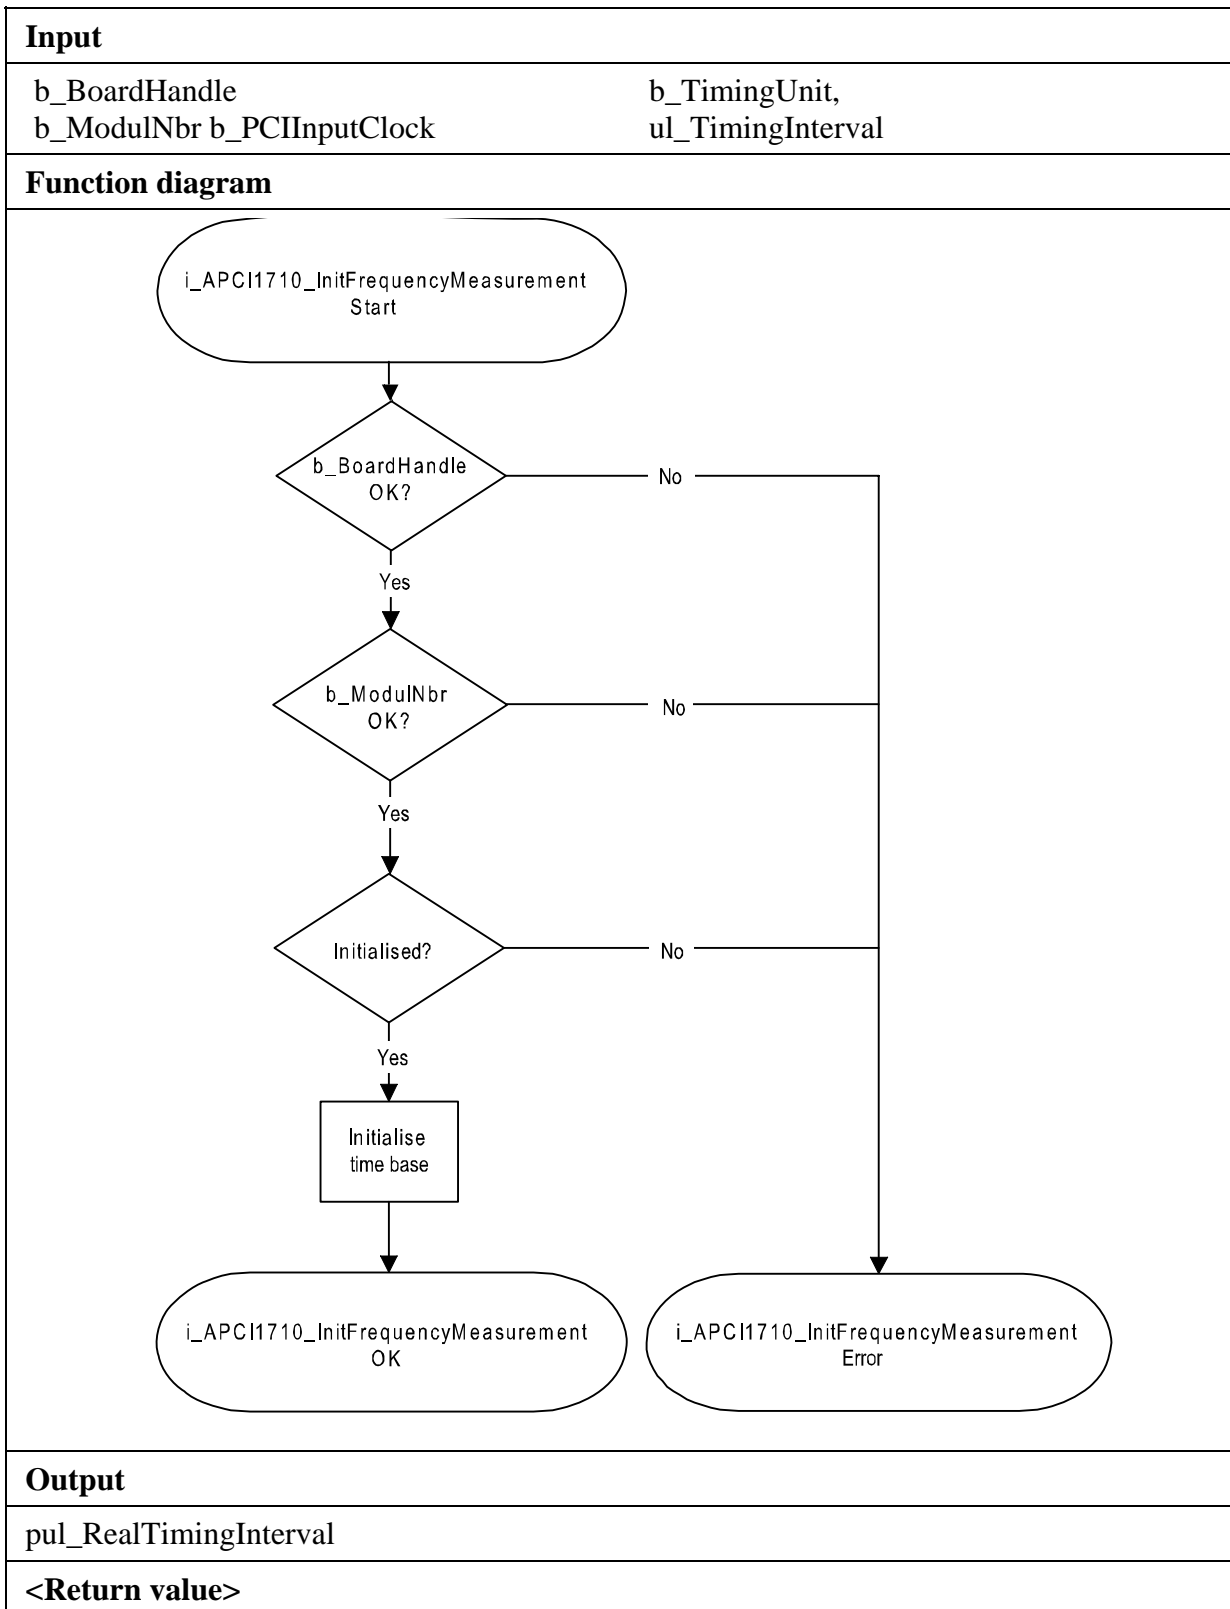 Input
b_BoardHandle b_TimingUnit,
b_ModulNbr b_PCIInputClock ul_TimingInterval
Function diagram
i_APCI1710_InitFrequencyMeasurement
Start
b_BoardHandle
OK?
No
Yes
b_ModulNbr
OK?
No
Yes
Initialised?
No
Yes
Initialise
time base
i_APCI1710_InitFrequencyMeasurement
OK
i_APCI1710_InitFrequencyMeasurement
Error
Output
pul_RealTimingInterval
<Return value>